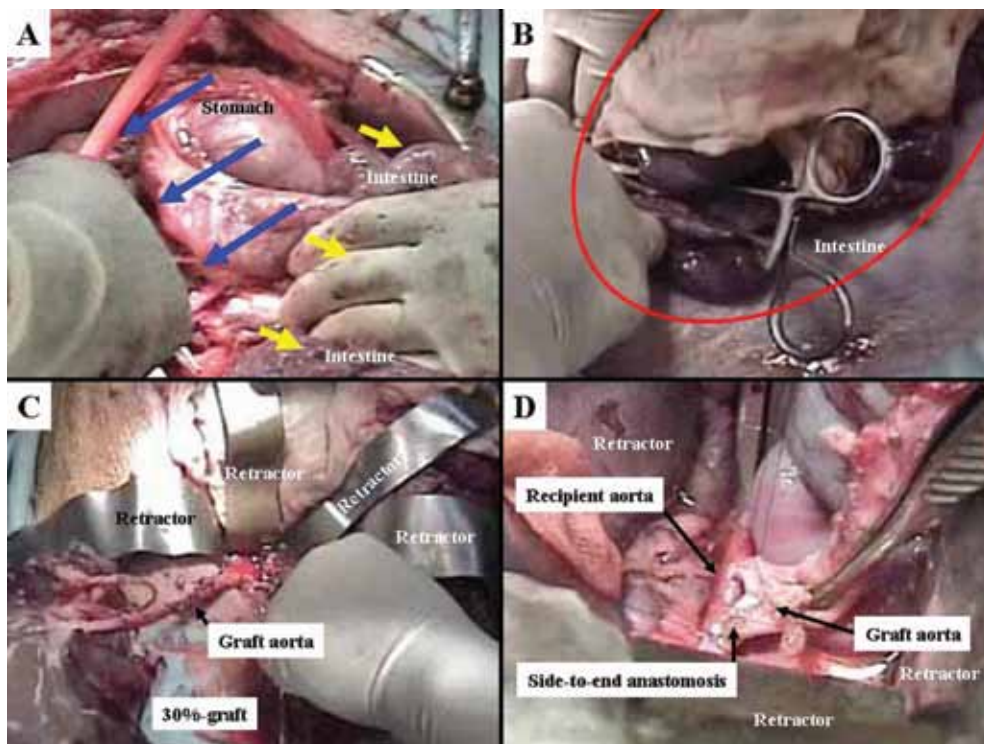 A
Stomach
Intestine
Intestine
B
Intestine
C
Retractor
Retractor
Retractor
Retractor
Graft aorta
30%-graft
D
Retractor
Recipient aorta
Graft aorta
Side-to-end anastomosis
Retractor
Retractor